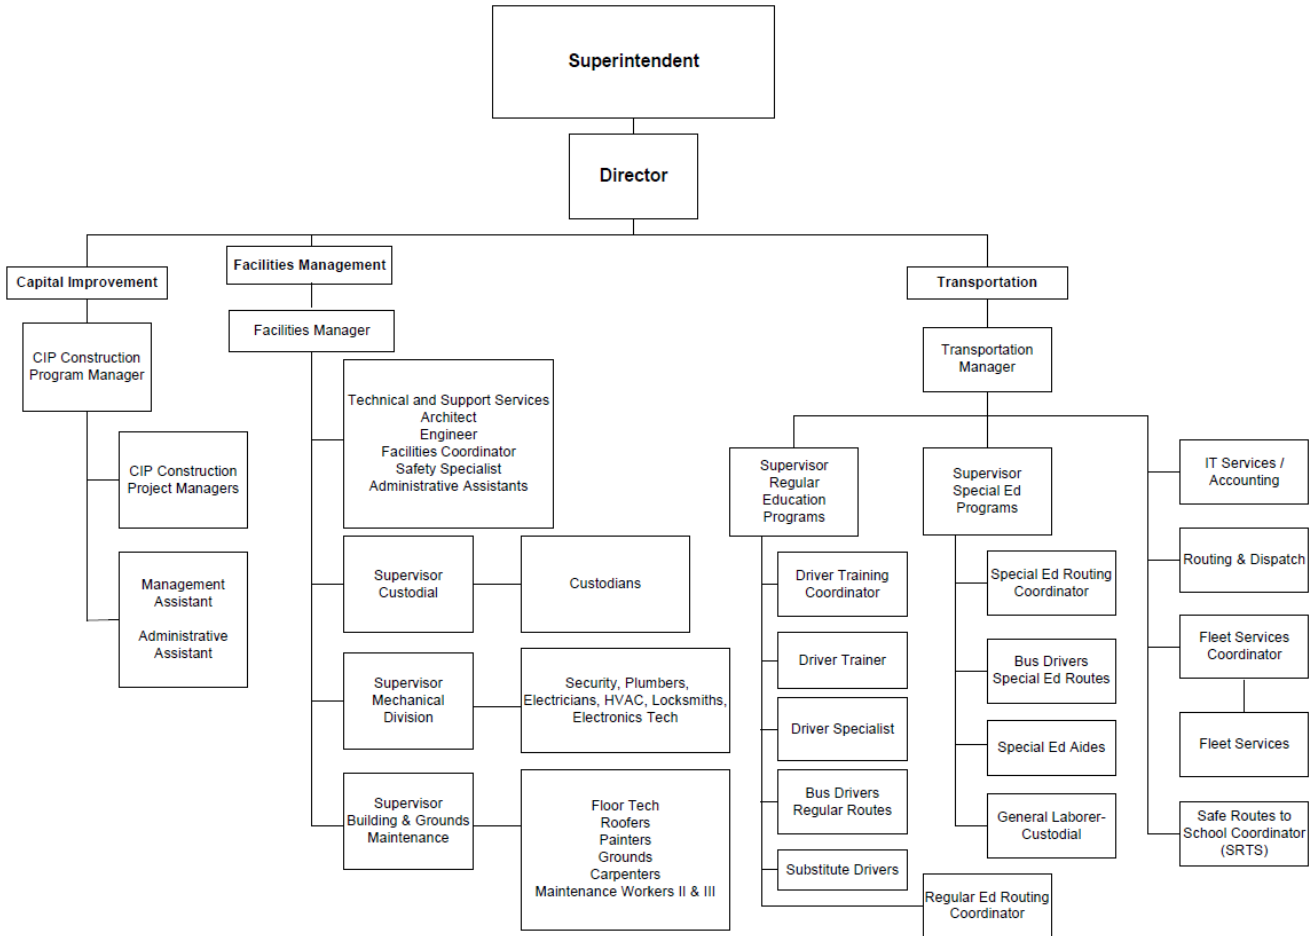 Superintendent
Director
Capital Improvement
Facilities Management
Transportation
CIP Construction
Program Manager
CIP Construction
Project Managers
Management
Assistant
Administrative
Assistant
Facilities Manager
Technical and Support Services
Architect
Engineer
Facilities Coordinator
Safety Specialist
Administrative Assistants
Supervisor
Custodial
Custodians
Supervisor
Mechanical
Division
Security, Plumbers,
Electricians, HVAC, Locksmiths,
Electronics Tech
Supervisor
Building & Grounds
Maintenance
Floor Tech
Roofers
Painters
Grounds
Carpenters
Maintenance Workers II & III
Transportation
Manager
Supervisor
Regular
Education
Programs
Driver Training
Coordinator
Driver Trainer
Driver Specialist
Bus Drivers
Regular Routes
Substitute Drivers
Regular Ed Routing
Coordinator
Supervisor
Special Ed
Programs
Special Ed Routing
Coordinator
Bus Drivers
Special Ed Routes
Special Ed Aides
General Laborer-
Custodial
IT Services /
Accounting
Routing & Dispatch
Fleet Services
Coordinator
Fleet Services
Safe Routes to
School Coordinator
(SRTS)